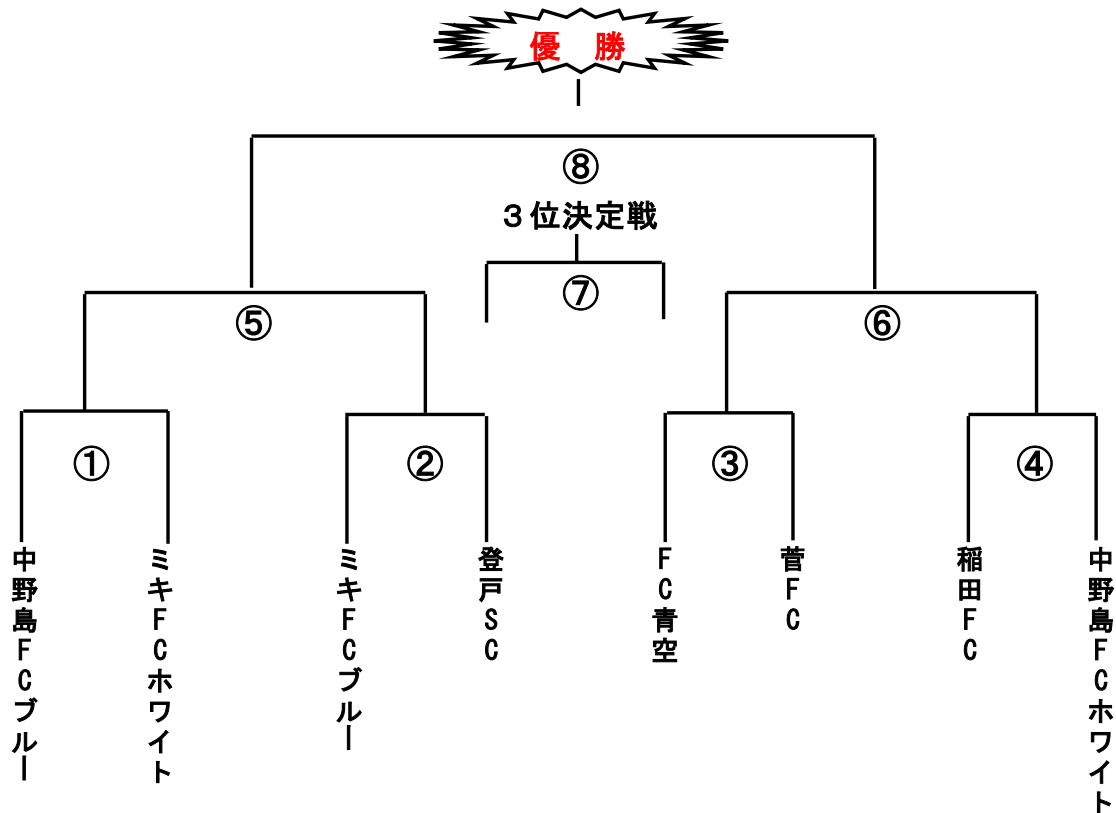 優　勝
⑧
３位決定戦
⑦
⑤
⑥
①
②
③
④
中野島FCブルー
ミキFCホワイト
ミキFCブルー
登戸SC
FC青空
菅FC
稲田FC
中野島FCホワイト